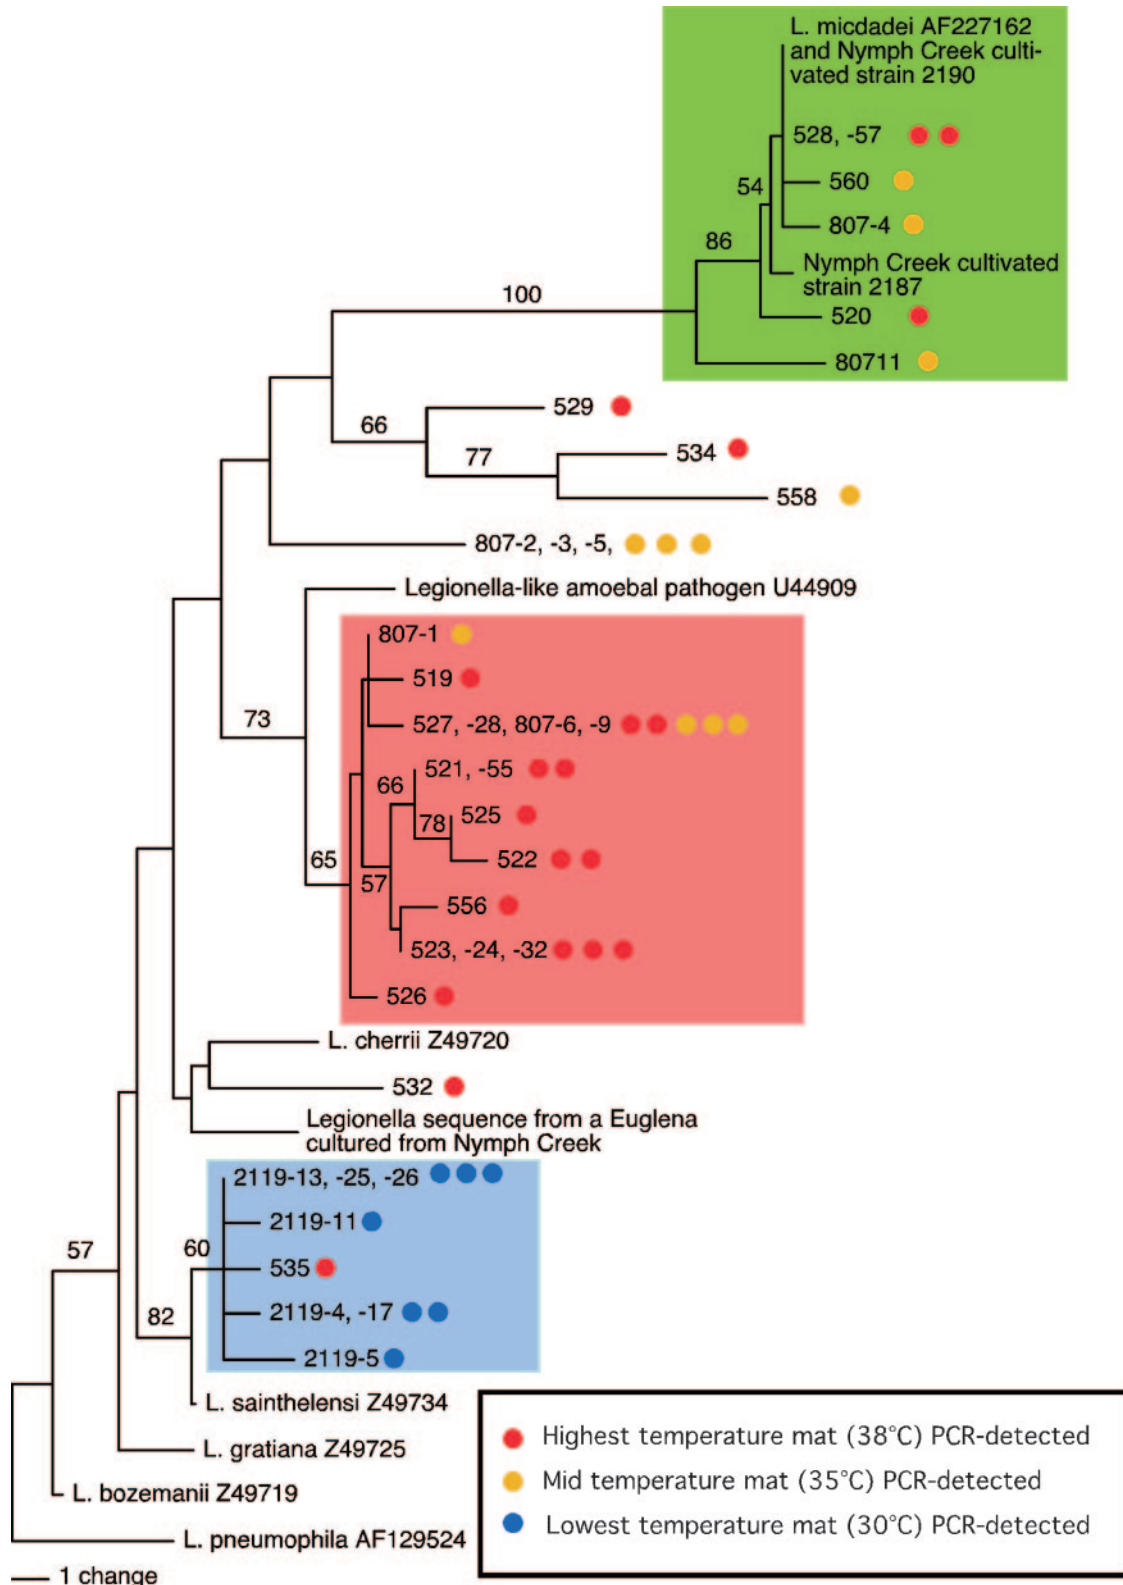 L. micdadei AF227162
and Nymph Creek culti-
vated strain 2190
528, -57
560
54
807-4
86
Nymph Creek cultivated
strain 2187
100
520
80711
529
66
534
77
558
807-2, -3, -5,
Legionella-like amoebal pathogen U44909
807-1
519
73
527, -28, 807-6, -9
521, -55
66
525
78
522
65
57
556
523, -24, -32
526
L. cherrii Z49720
532
Legionella sequence from a Euglena
cultured from Nymph Creek
2119-13, -25, -26
2119-11
57
60
535
82
2119-4, -17
2119-5
L. sainthelensi Z49734
L. gratiana Z49725
L. bozemanii Z49719
L. pneumophila AF129524
1 change
Highest temperature mat (38°C) PCR-detected
Mid temperature mat (35°C) PCR-detected
Lowest temperature mat (30°C) PCR-detected